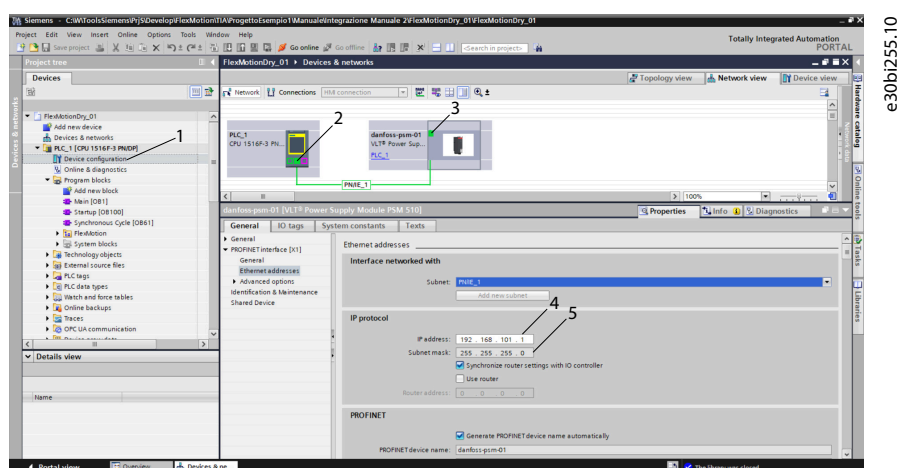 Siemens - C:\WIToolsSiemens\PrjS\Develop\FlexMotion\TIA\ProgettoEsempio1\Manuale\Integrazione Manuale 2\FlexMotionDry_01\FlexMotionDry_01
Project Edit View Insert Online Options Tools Window Help
Totally Integrated Automation
PORTAL
Save project
Go online
Go offline
<Search in project>
Project tree
FlexMotionDry_01 ▸ Devices & networks
Devices
Topology view
Network view
Device view
Network
Connections
HMI connection
FlexMotionDry_01
Add new device
Devices & networks
PLC_1 [CPU 1516F-3 PN/DP]
Device configuration
Online & diagnostics
Program blocks
Add new block
Main [OB1]
Startup [OB100]
Synchronous Cycle [OB61]
FlexMotion
System blocks
Technology objects
External source files
PLC tags
PLC data types
Watch and force tables
Online backups
Traces
OPC UA communication
Details view
Name
1
2
3
PLC_1
CPU 1516F-3 PN...
danfoss-psm-01
VLT® Power Sup...
PLC_1
PN/IE_1
100%
danfoss-psm-01 [VLT® Power Supply Module PSM 510]
Properties
Info
Diagnostics
General
IO tags
System constants
Texts
General
PROFINET interface [X1]
General
Ethernet addresses
Advanced options
Identification & Maintenance
Shared Device
Ethernet addresses
Interface networked with
Subnet: PN/IE_1
Add new subnet
4
5
IP protocol
IP address: 192 . 168 . 101 . 1
Subnet mask: 255 . 255 . 255 . 0
Synchronize router settings with IO controller
Use router
Router address: 0 . 0 . 0 . 0
PROFINET
Generate PROFINET device name automatically
PROFINET device name: danfoss-psm-01
Portal view
Overview
Devices & ne...
The library was closed
Devices & networks
Network data
Hardware catalog
Online tools
Tasks
Libraries
e30bi255.10